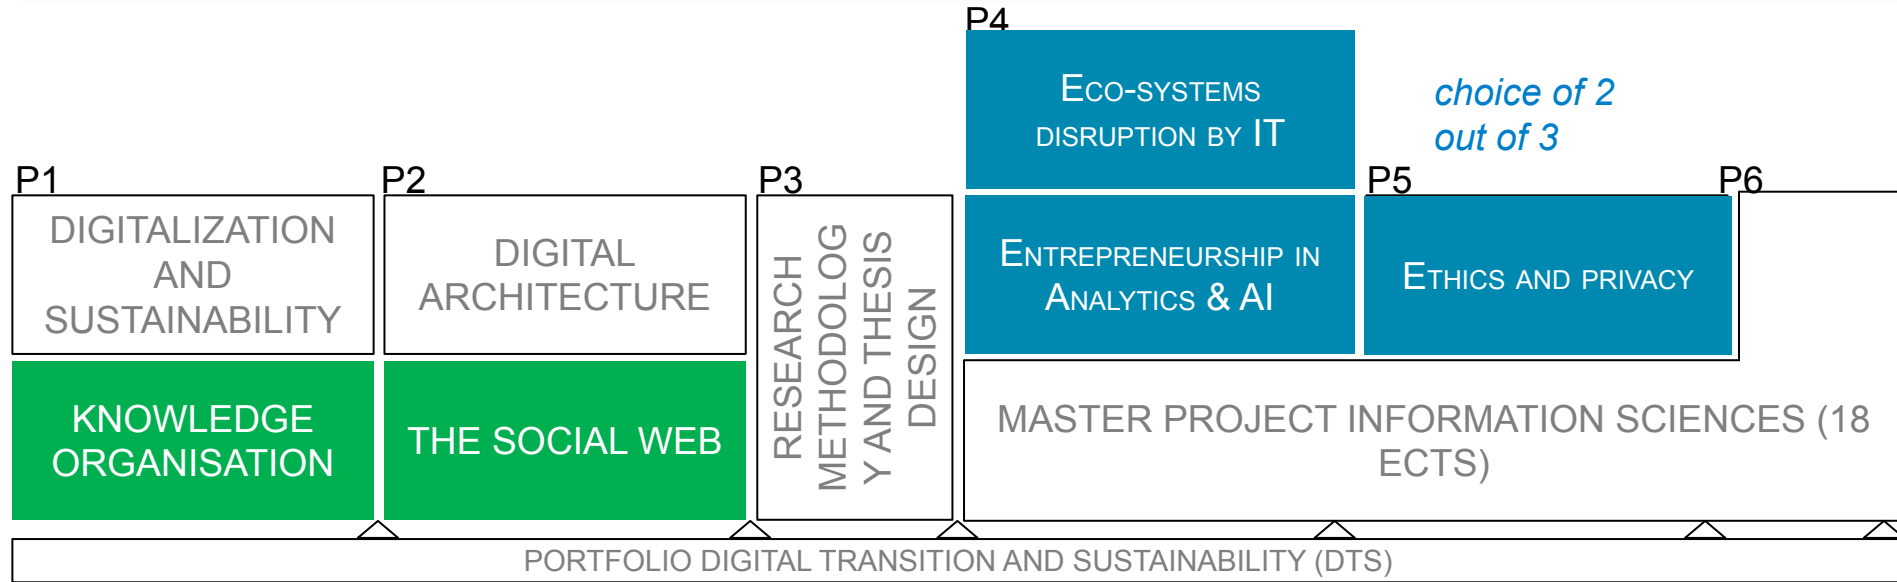 P4
Eco-systems
disruption by IT
choice of 2
out of 3
P1
P2
P3
P5
P6
DIGITALIZATION
AND
SUSTAINABILITY
DIGITAL
ARCHITECTURE
RESEARCH
METHODOLOG
Y AND THESIS
DESIGN
Entrepreneurship in
Analytics & AI
Ethics and privacy
KNOWLEDGE
ORGANISATION
THE SOCIAL WEB
MASTER PROJECT INFORMATION SCIENCES (18
ECTS)
PORTFOLIO DIGITAL TRANSITION AND SUSTAINABILITY (DTS)